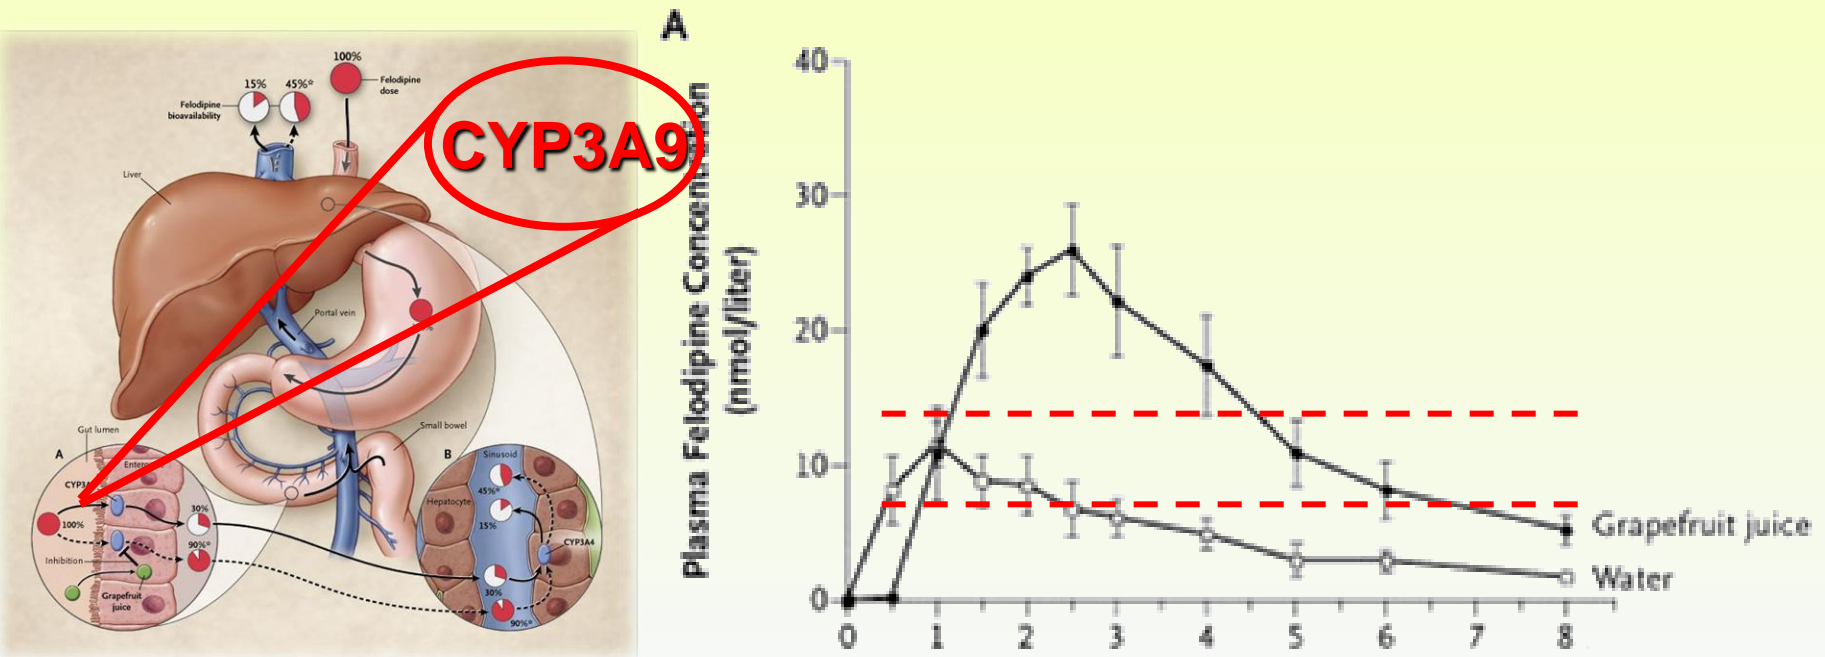 100%
15%
45%*
Felodipine
dose
Felodipine
bioavailability
CYP3A9
Liver
Portal vein
Gut lumen
Small bowel
A
CYP3A
100%
30%
90%*
Inhibition
Grapefruit
juice
B
Sinusoid
45%*
Hepatocyte
15%
CYP3A4
30%
90%*
A
Plasma Felodipine Concentration
(nmol/liter)
40
30
20
10
0
0 1 2 3 4 5 6 7 8
Grapefruit juice
Water